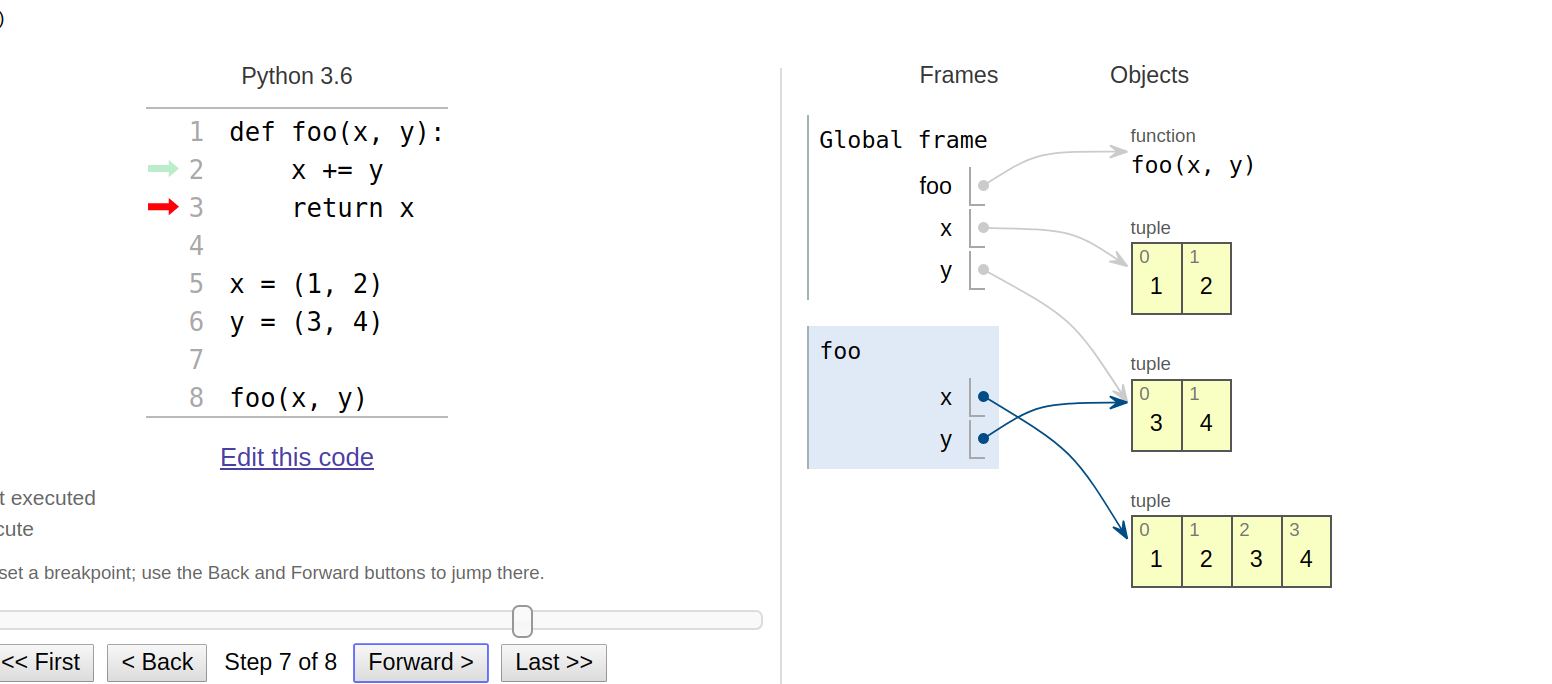 )
Python 3.6
1 def foo(x, y):
2     x += y
3     return x
4
5 x = (1, 2)
6 y = (3, 4)
7
8 foo(x, y)
Edit this code
t executed
cute
set a breakpoint; use the Back and Forward buttons to jump there.
<< First < Back Step 7 of 8 Forward > Last >>
Frames Objects
Global frame
foo
x
y
function
foo(x, y)
tuple
0 1
1 2
foo
x
y
tuple
0 1
3 4
tuple
0 1 2 3
1 2 3 4